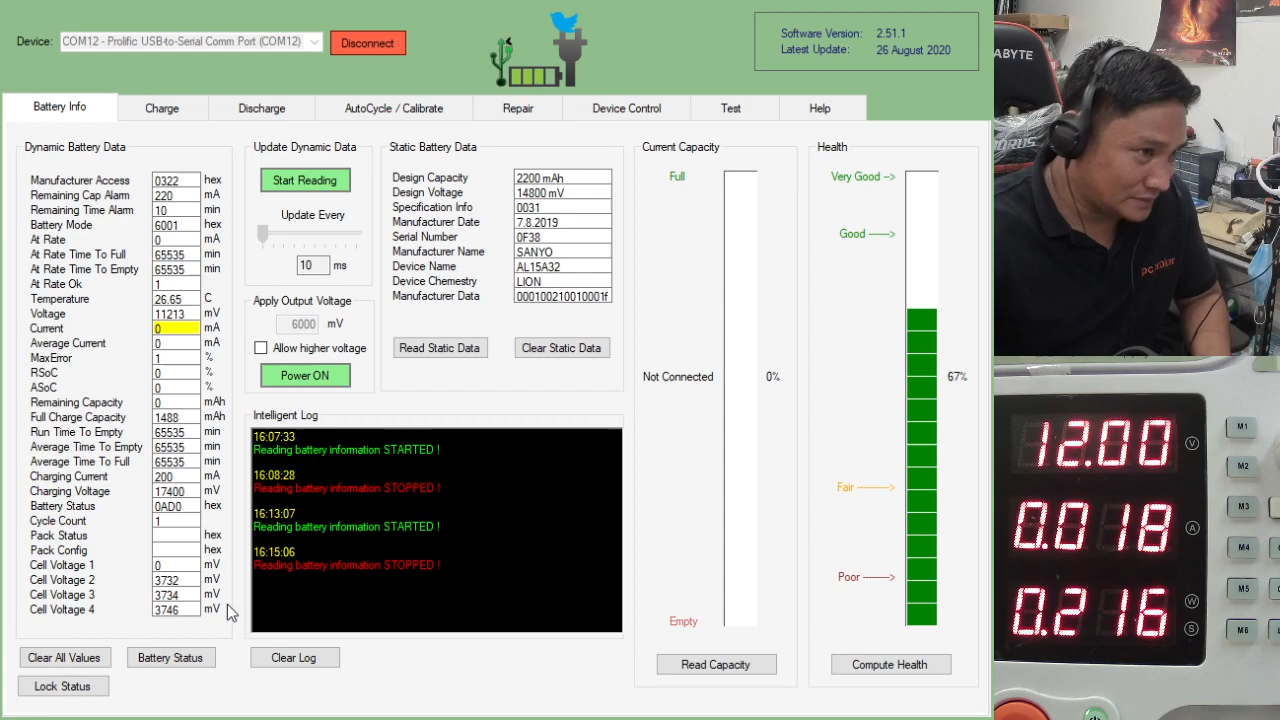 Device: COM12 - Prolific USB-to-Serial Comm Port (COM12) Disconnect
Software Version: 2.51.1
Latest Update: 26 August 2020
Battery Info Charge Discharge AutoCycle / Calibrate Repair Device Control Test Help
Dynamic Battery Data
Manufacturer Access 0322 hex
Remaining Cap Alarm 220 mA
Remaining Time Alarm 10 min
Battery Mode 6001 hex
At Rate 0 mA
At Rate Time To Full 65535 min
At Rate Time To Empty 65535 min
At Rate Ok 1
Temperature 26.65 C
Voltage 11213 mV
Current 0 mA
Average Current 0 mA
MaxError 1 %
RSoC 0 %
ASoC 0 %
Remaining Capacity 0 mAh
Full Charge Capacity 1488 mAh
Run Time To Empty 65535 min
Average Time To Empty 65535 min
Average Time To Full 65535 min
Charging Current 200 mA
Charging Voltage 17400 mV
Battery Status 0AD0 hex
Cycle Count 1
Pack Status hex
Pack Config hex
Cell Voltage 1 0 mV
Cell Voltage 2 3732 mV
Cell Voltage 3 3734 mV
Cell Voltage 4 3746 mV
Clear All Values Battery Status
Lock Status
Update Dynamic Data
Start Reading
Update Every
10 ms
Apply Output Voltage
6000 mV
Allow higher voltage
Power ON
Static Battery Data
Design Capacity 2200 mAh
Design Voltage 14800 mV
Specification Info 0031
Manufacturer Date 7.8.2019
Serial Number 0F38
Manufacturer Name SANYO
Device Name AL15A32
Device Chemestry LION
Manufacturer Data 000100210010001f
Read Static Data Clear Static Data
Intelligent Log
16:07:33
Reading battery information STARTED !
16:08:28
Reading battery information STOPPED !
16:13:07
Reading battery information STARTED !
16:15:06
Reading battery information STOPPED !
Clear Log
Current Capacity
Full
Not Connected 0%
Empty
Read Capacity
Health
Very Good -->
Good ----->
67%
Fair -------->
Poor ------->
Compute Health
12.00 V
0.018 A
0.216 W
S
M1
M2
M3
M4
M5
M6